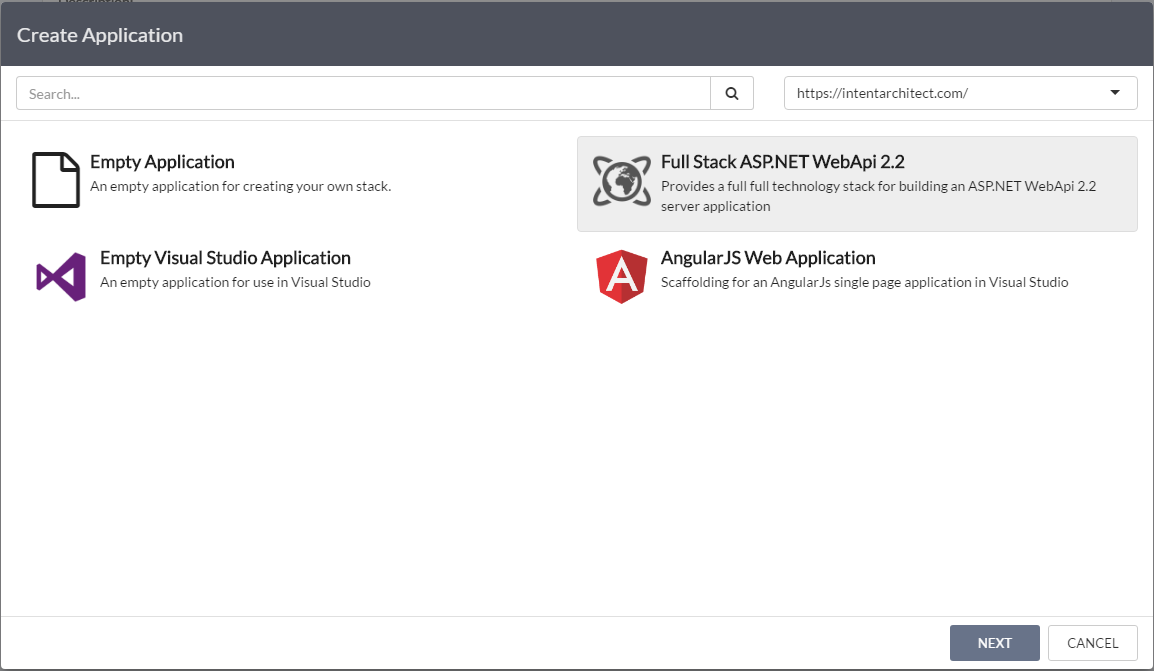 Create Application
Search...
https://intentarchitect.com/
Empty Application
An empty application for creating your own stack.
Full Stack ASP.NET WebApi 2.2
Provides a full full technology stack for building an ASP.NET WebApi 2.2
server application
Empty Visual Studio Application
An empty application for use in Visual Studio
AngularJS Web Application
Scaffolding for an AngularJs single page application in Visual Studio
NEXT
CANCEL